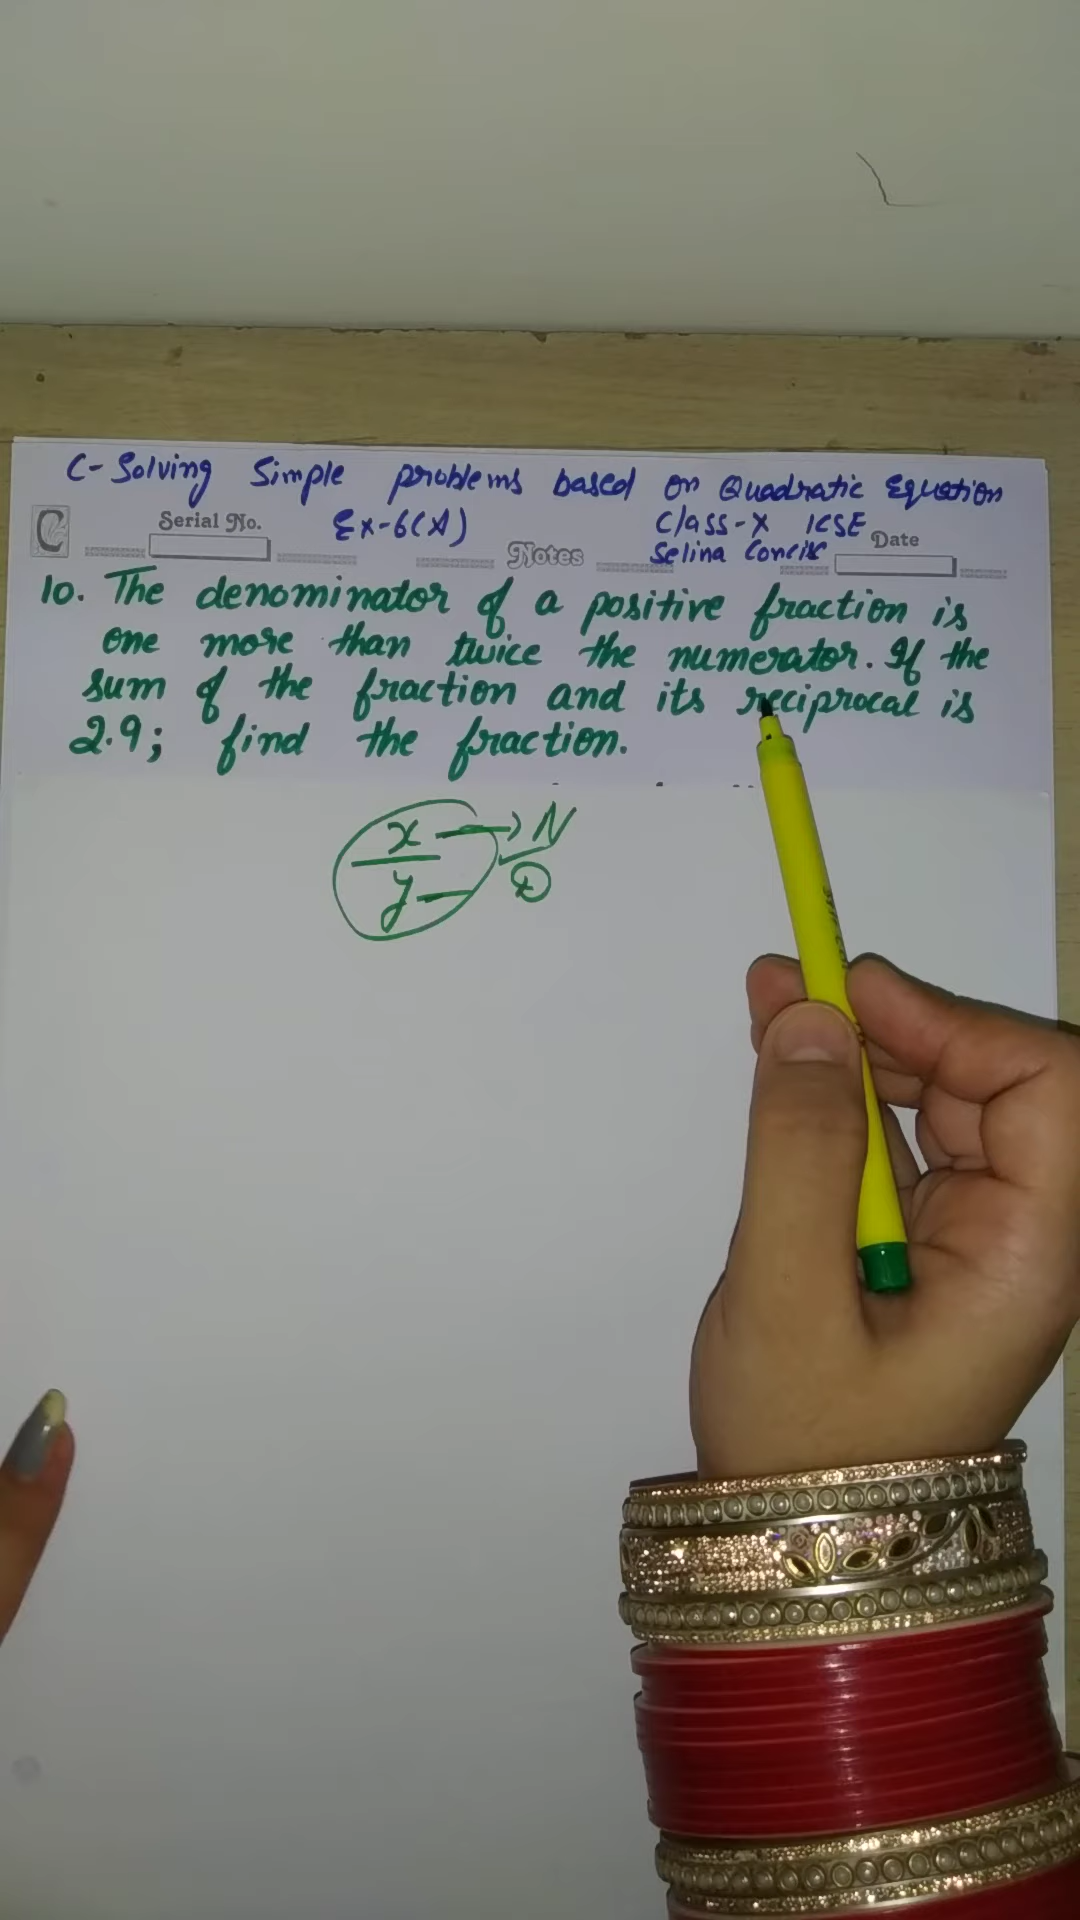 C- Solving Simple problems based on Quadratic Equation
C Serial No. Ex-6(A) Notes Class-X ICSE Date
Selina Concise
10. The denominator of a positive fraction is
one more than twice the numerator. If the
sum of the fraction and its reciprocal is
2.9; find the fraction.
x → N
y — D